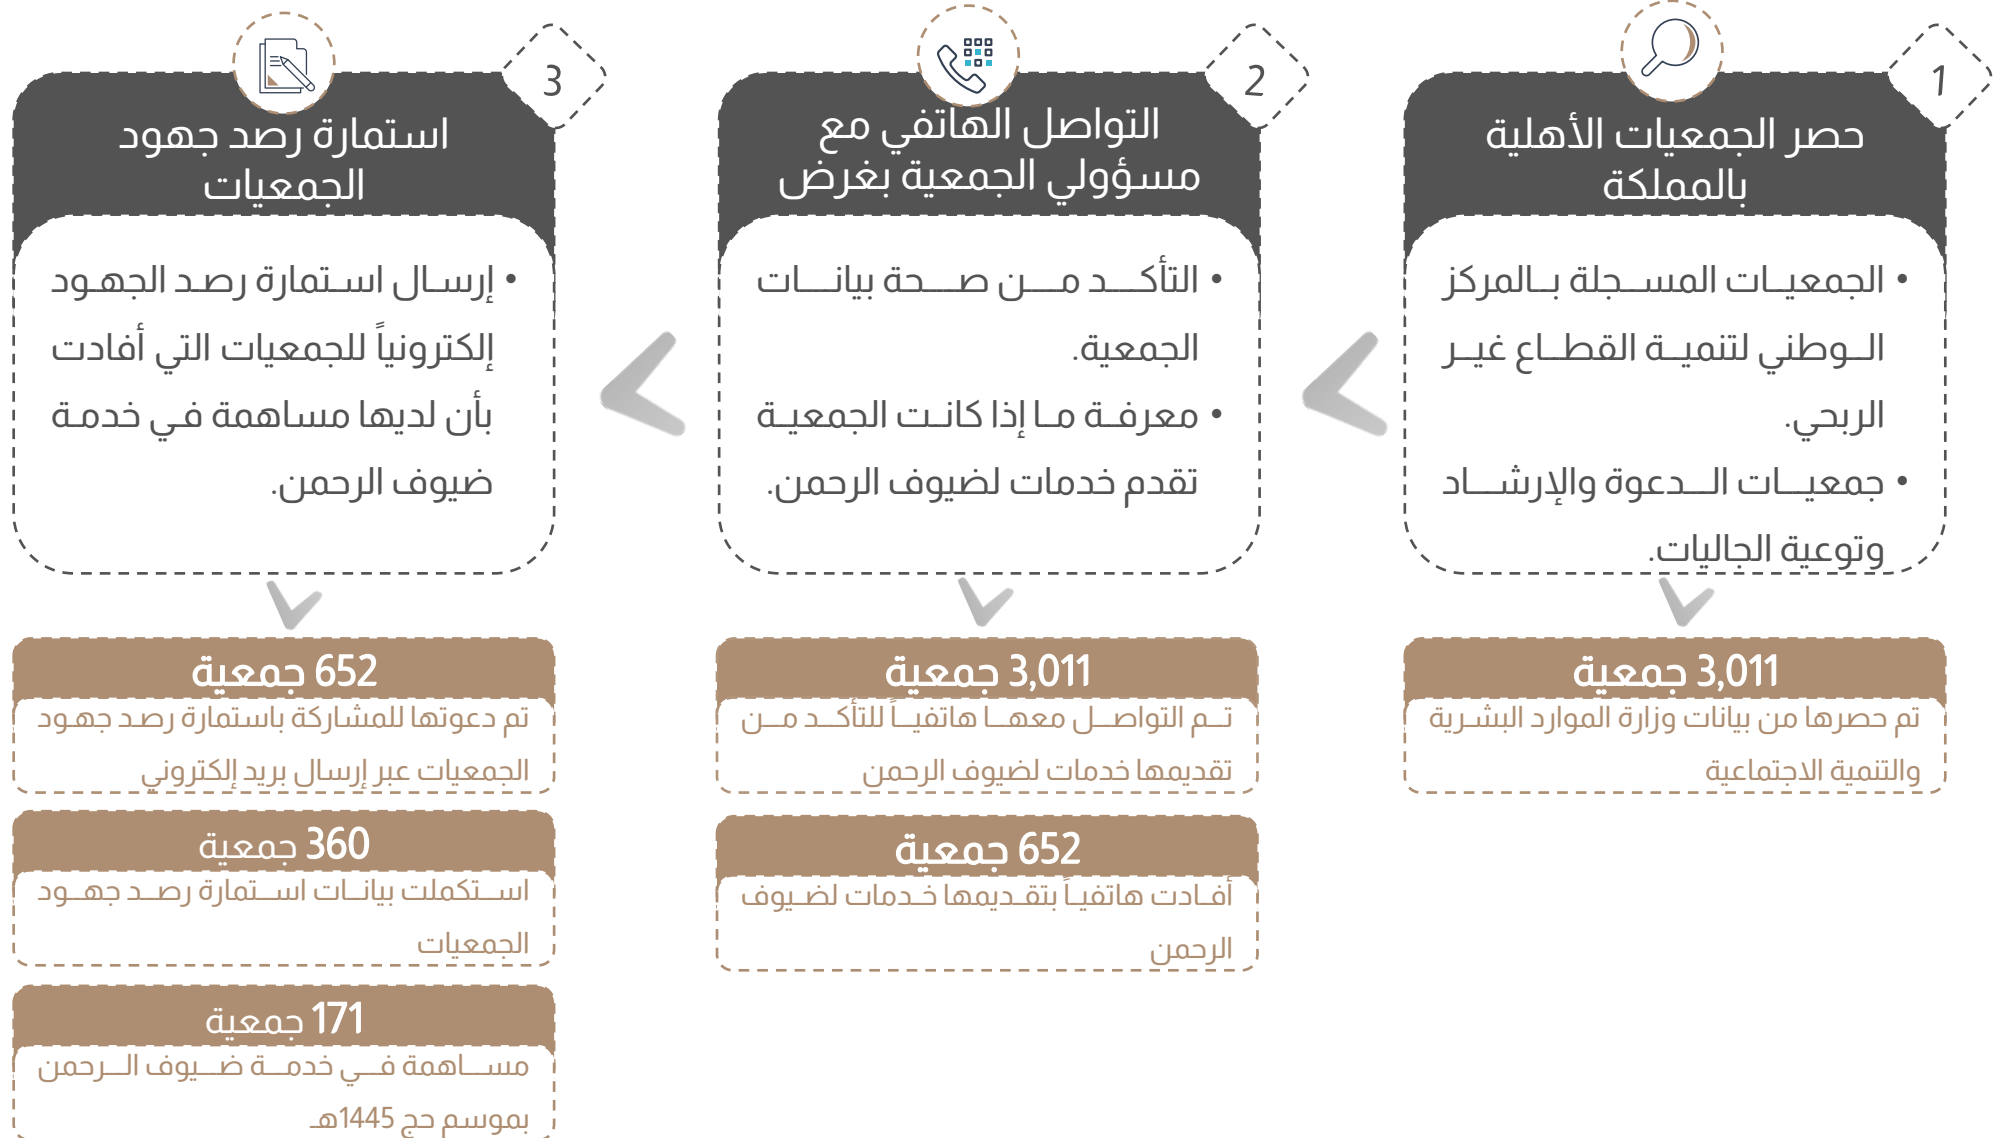 1
حصر الجمعيات الأهلية
بالمملكة
• الجمعيات المسجلة بالمركز
الوطني لتنمية القطاع غير
الربحي.
• جمعيات الدعوة والإرشاد
وتوعية الجاليات.
3,011 جمعية
تم حصرها من بيانات وزارة الموارد البشرية
والتنمية الاجتماعية
2
التواصل الهاتفي مع
مسؤولي الجمعية بغرض
• التأكد من صحة بيانات
الجمعية.
• معرفة ما إذا كانت الجمعية
تقدم خدمات لضيوف الرحمن.
3,011 جمعية
تم التواصل معها هاتفياً للتأكد من
تقديمها خدمات لضيوف الرحمن
652 جمعية
أفادت هاتفياً بتقديمها خدمات لضيوف
الرحمن
3
استمارة رصد جهود
الجمعيات
• إرسال استمارة رصد الجهود
إلكترونياً للجمعيات التي أفادت
بأن لديها مساهمة في خدمة
ضيوف الرحمن.
652 جمعية
تم دعوتها للمشاركة باستمارة رصد جهود
الجمعيات عبر إرسال بريد إلكتروني
360 جمعية
استكملت بيانات استمارة رصد جهود
الجمعيات
171 جمعية
مساهمة في خدمة ضيوف الرحمن
بموسم حج 1445هـ